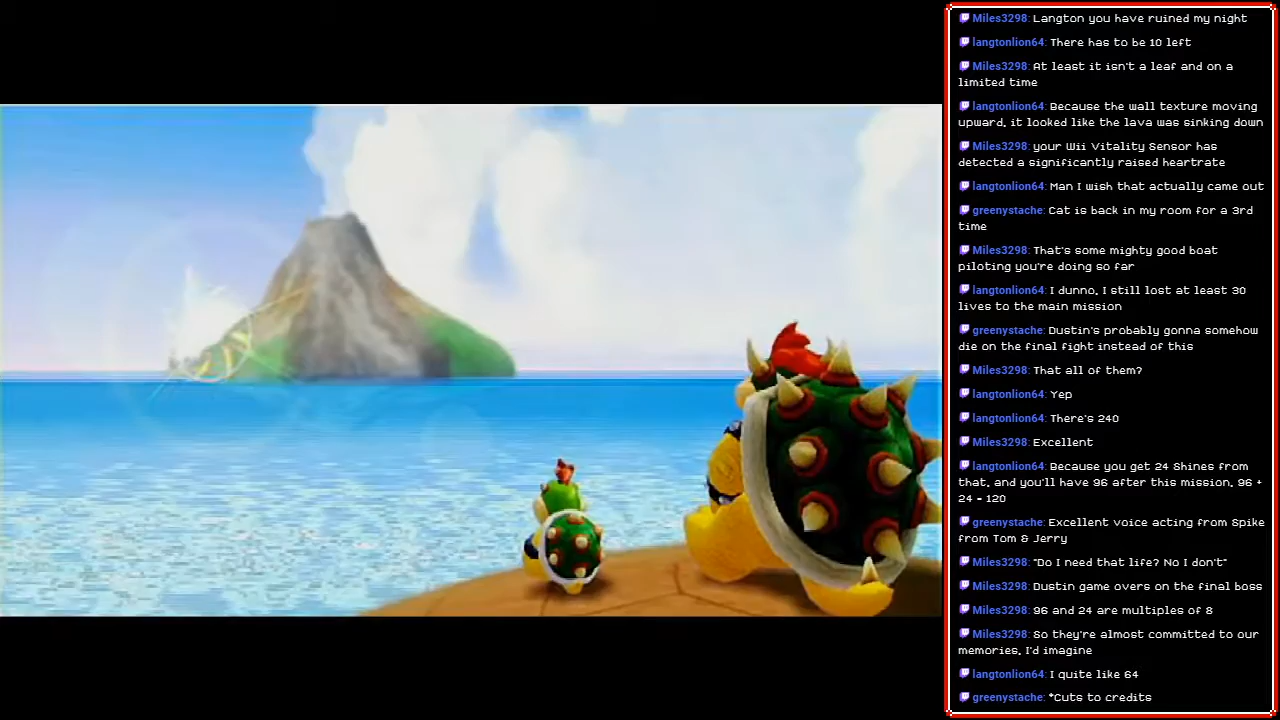 Miles3298: Langton you have ruined my night
langtonlion64: There has to be 10 left
Miles3298: At least it isn't a leaf and on a
limited time
langtonlion64: Because the wall texture moving
upward, it looked like the lava was sinking down
Miles3298: your Wii Vitality Sensor has
detected a significantly raised heartrate
langtonlion64: Man I wish that actually came out
greenystache: Cat is back in my room for a 3rd
time
Miles3298: That's some mighty good boat
piloting you're doing so far
langtonlion64: I dunno, I still lost at least 30
lives to the main mission
greenystache: Dustin's probably gonna somehow
die on the final fight instead of this
Miles3298: That all of them?
langtonlion64: Yep
langtonlion64: There's 240
Miles3298: Excellent
langtonlion64: Because you get 24 Shines from
that, and you'll have 96 after this mission. 96 +
24 = 120
greenystache: Excellent voice acting from Spike
from Tom & Jerry
Miles3298: "Do I need that life? No I don't"
Miles3298: Dustin game overs on the final boss
Miles3298: 96 and 24 are multiples of 8
Miles3298: So they're almost committed to our
memories, I'd imagine
langtonlion64: I quite like 64
greenystache: *Cuts to credits